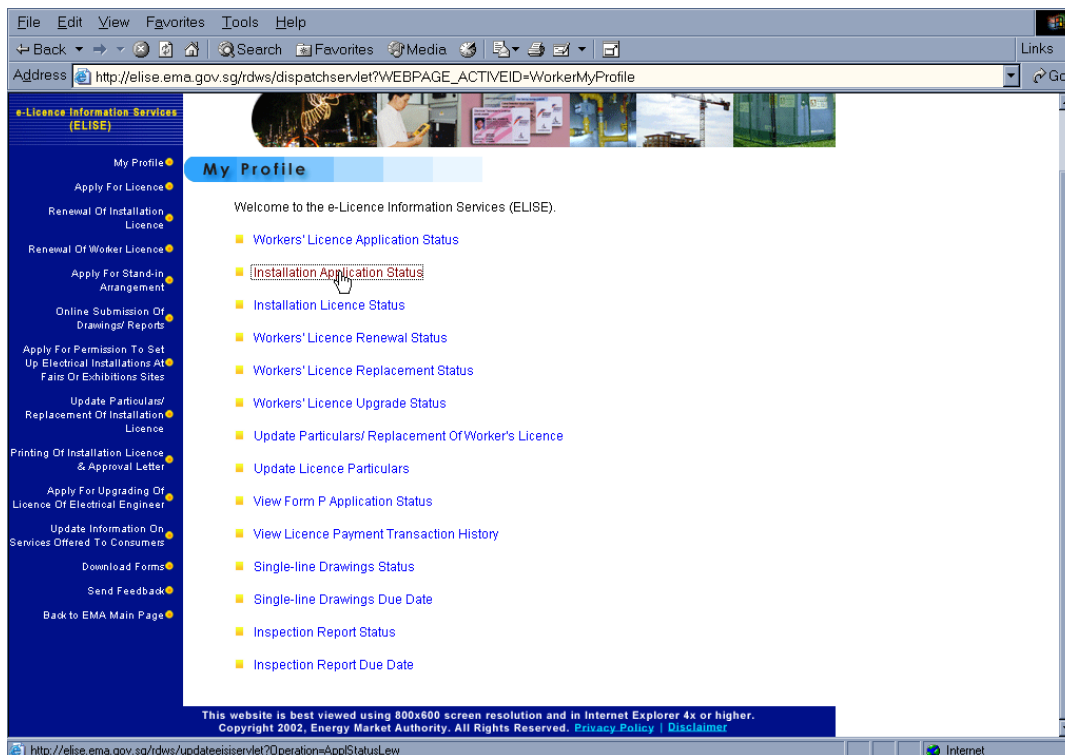 File Edit View Favorites Tools Help
Back Search Favorites Media Links
Address http://elise.ema.gov.sg/rdws/dispatchservlet?WEBPAGE_ACTIVEID=WorkerMyProfile Go
e-Licence Information Services
(ELISE)
My Profile
Apply For Licence
Renewal Of Installation
Licence
Renewal Of Worker Licence
Apply For Stand-in
Arrangement
Online Submission Of
Drawings/ Reports
Apply For Permission To Set
Up Electrical Installations At
Fairs Or Exhibitions Sites
Update Particulars/
Replacement Of Installation
Licence
Printing Of Installation Licence
& Approval Letter
Apply For Upgrading Of
Licence Of Electrical Engineer
Update Information On
Services Offered To Consumers
Download Forms
Send Feedback
Back to EMA Main Page
My Profile
Welcome to the e-Licence Information Services (ELISE).
Workers' Licence Application Status
Installation Application Status
Installation Licence Status
Workers' Licence Renewal Status
Workers' Licence Replacement Status
Workers' Licence Upgrade Status
Update Particulars/ Replacement Of Worker's Licence
Update Licence Particulars
View Form P Application Status
View Licence Payment Transaction History
Single-line Drawings Status
Single-line Drawings Due Date
Inspection Report Status
Inspection Report Due Date
This website is best viewed using 800x600 screen resolution and in Internet Explorer 4x or higher.
Copyright 2002, Energy Market Authority. All Rights Reserved. Privacy Policy | Disclaimer
http://elise.ema.gov.sg/rdws/updateeisiservlet?Operation=ApplStatusLew Internet